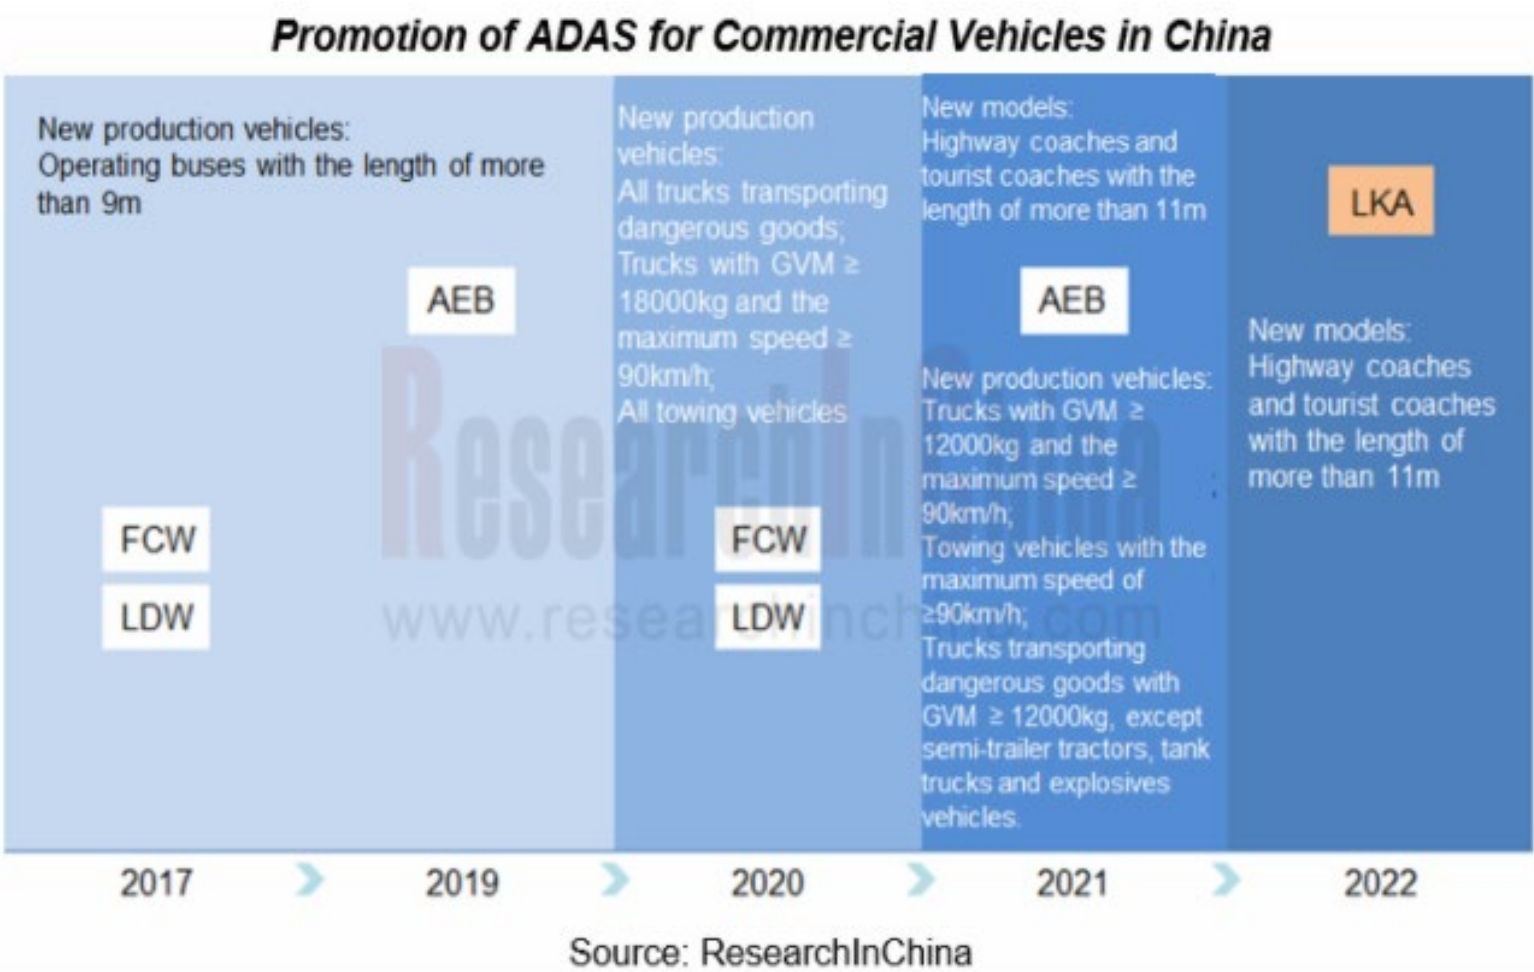 Promotion of ADAS for Commercial Vehicles in China
New production vehicles:
Operating buses with the length of more
than 9m
AEB
FCW
LDW
New production
vehicles:
All trucks transporting
dangerous goods;
Trucks with GVM ≥
18000kg and the
maximum speed ≥
90km/h;
All towing vehicles
FCW
LDW
New models:
Highway coaches and
tourist coaches with the
length of more than 11m
AEB
New production vehicles:
Trucks with GVM ≥
12000kg and the
maximum speed ≥
90km/h;
Towing vehicles with the
maximum speed of
≥90km/h;
Trucks transporting
dangerous goods with
GVM ≥ 12000kg, except
semi-trailer tractors, tank
trucks and explosives
vehicles.
LKA
New models:
Highway coaches
and tourist coaches
with the length of
more than 11m
ResearchInChina
www.researchinchina.com
2017
2019
2020
2021
2022
Source: ResearchInChina